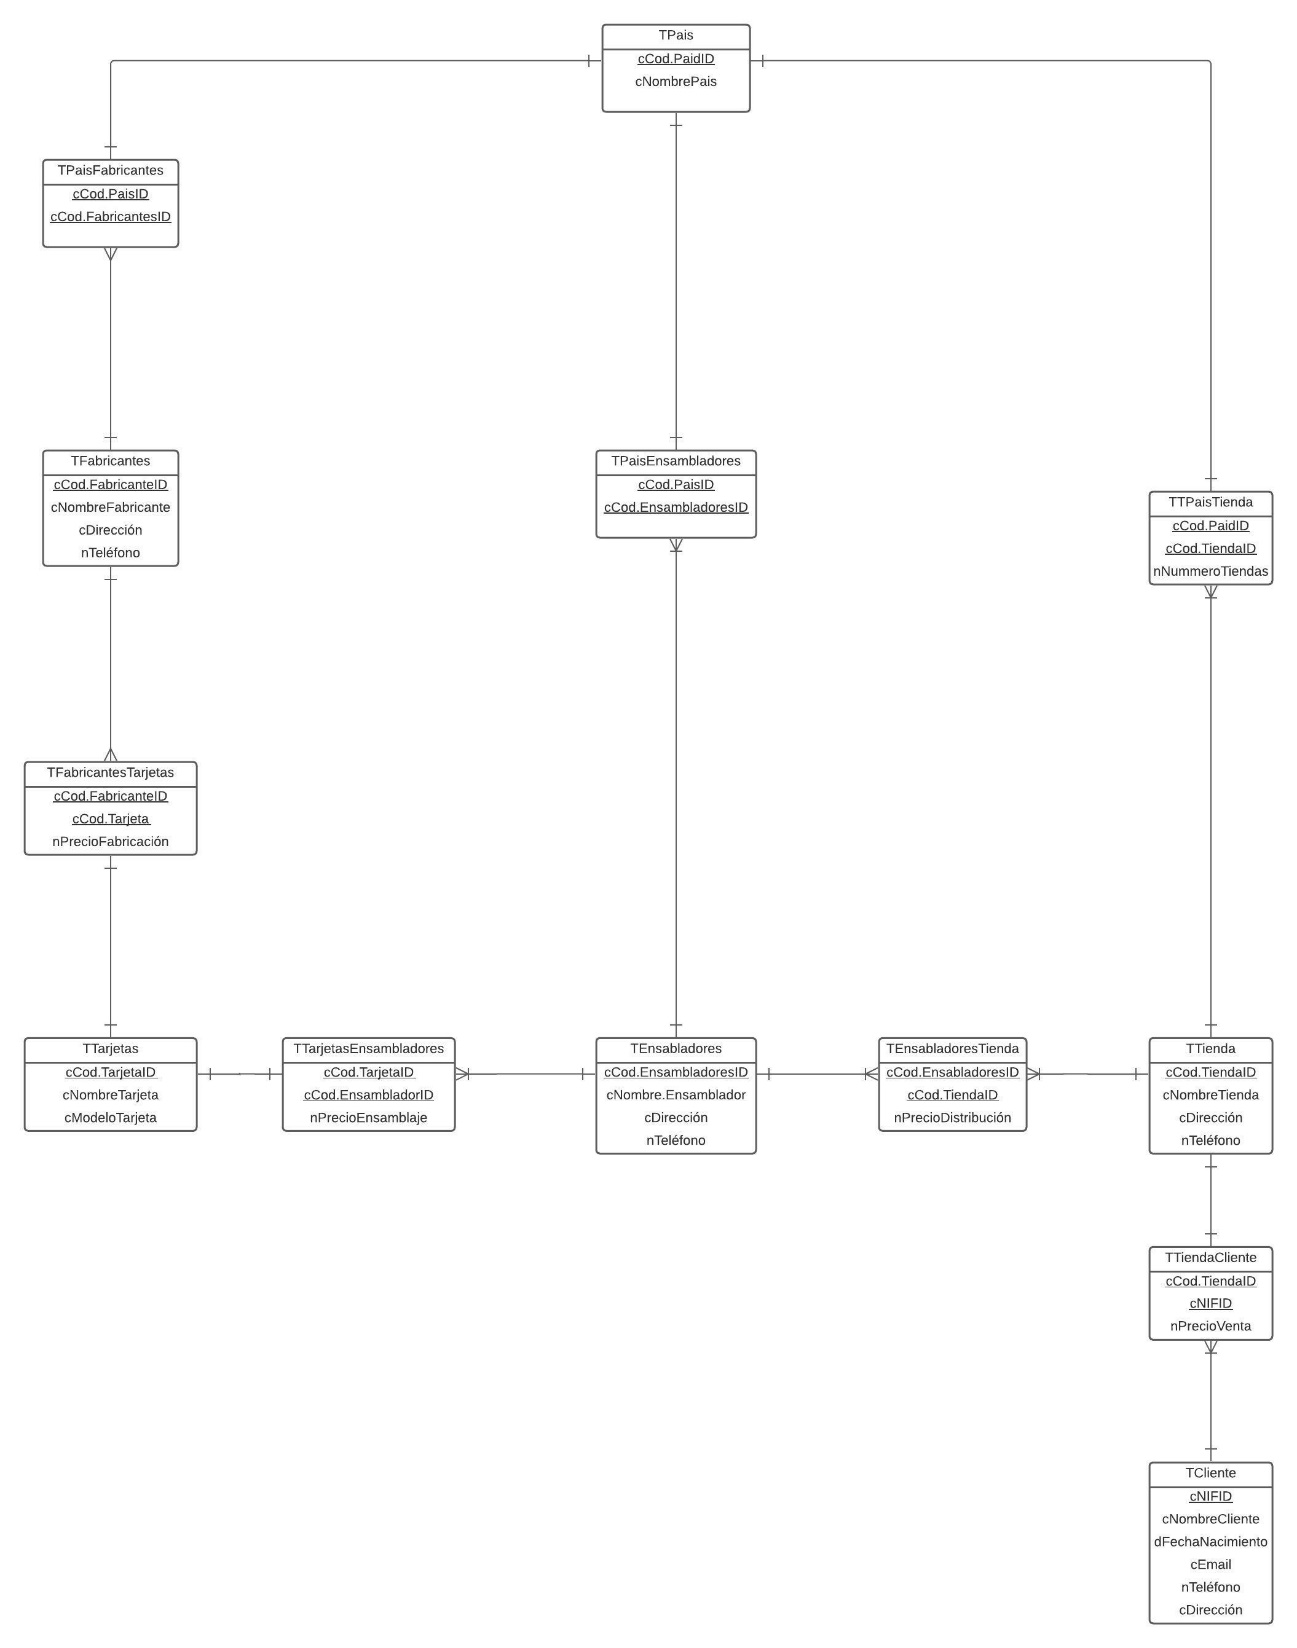 TPais
cCod.PaidID
cNombrePais
TPaisFabricantes
cCod.PaisID
cCod.FabricantesID
TFabricantes
cCod.FabricanteID
cNombreFabricante
cDirección
nTeléfono
TPaisEnsambladores
cCod.PaisID
cCod.EnsambladoresID
TTPaisTienda
cCod.PaidID
cCod.TiendaID
nNummeroTiendas
TFabricantesTarjetas
cCod.FabricanteID
cCod.Tarjeta
nPrecioFabricación
TTarjetas
cCod.TarjetaID
cNombreTarjeta
cModeloTarjeta
TTarjetasEnsambladores
cCod.TarjetaID
cCod.EnsambladorID
nPrecioEnsamblaje
TEnsabladores
cCod.EnsambladoresID
cNombre.Ensamblador
cDirección
nTeléfono
TEnsabladoresTienda
cCod.EnsabladoresID
cCod.TiendaID
nPrecioDistribución
TTienda
cCod.TiendaID
cNombreTienda
cDirección
nTeléfono
TTiendaCliente
cCod.TiendaID
cNIFID
nPrecioVenta
TCliente
cNIFID
cNombreCliente
dFechaNacimiento
cEmail
nTeléfono
cDirección